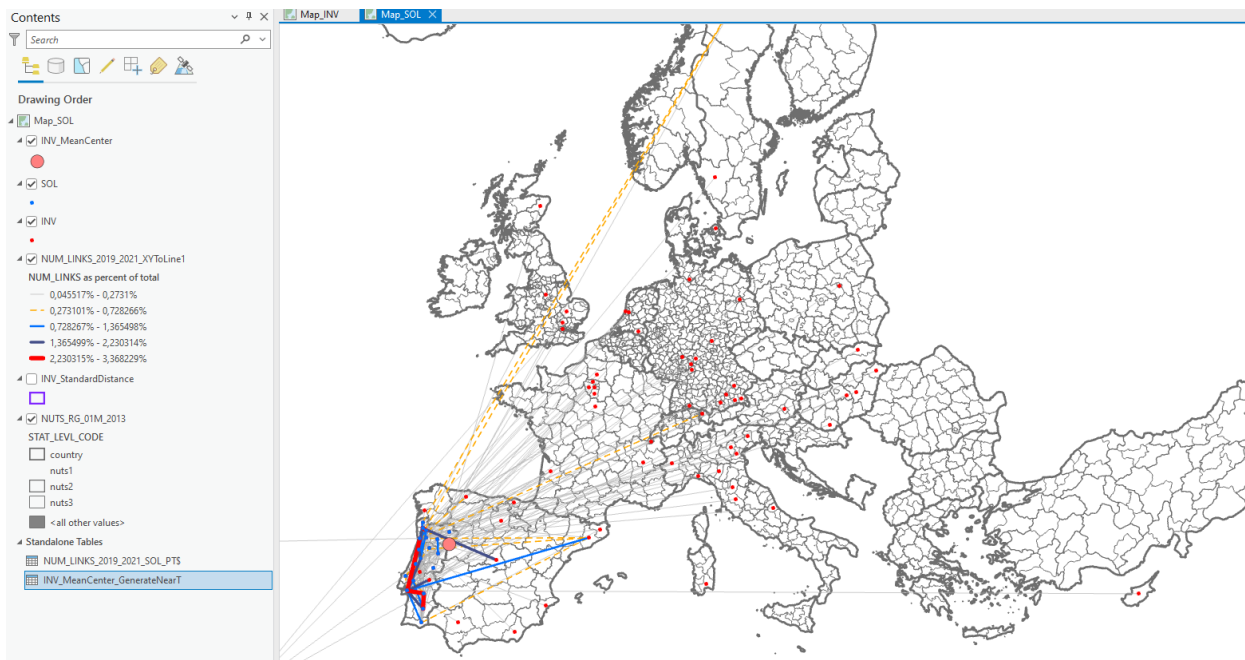 Contents
Map_INV
Map_SOL
Search
Drawing Order
Map_SOL
INV_MeanCenter
SOL
INV
NUM_LINKS_2019_2021_XYToLine1
NUM_LINKS as percent of total
0,045517% - 0,2731%
0,273101% - 0,728266%
0,728267% - 1,365498%
1,365499% - 2,230314%
2,230315% - 3,368229%
INV_StandardDistance
NUTS_RG_01M_2013
STAT_LEVL_CODE
country
nuts1
nuts2
nuts3
<all other values>
Standalone Tables
NUM_LINKS_2019_2021_SOL_PT$
INV_MeanCenter_GenerateNearT